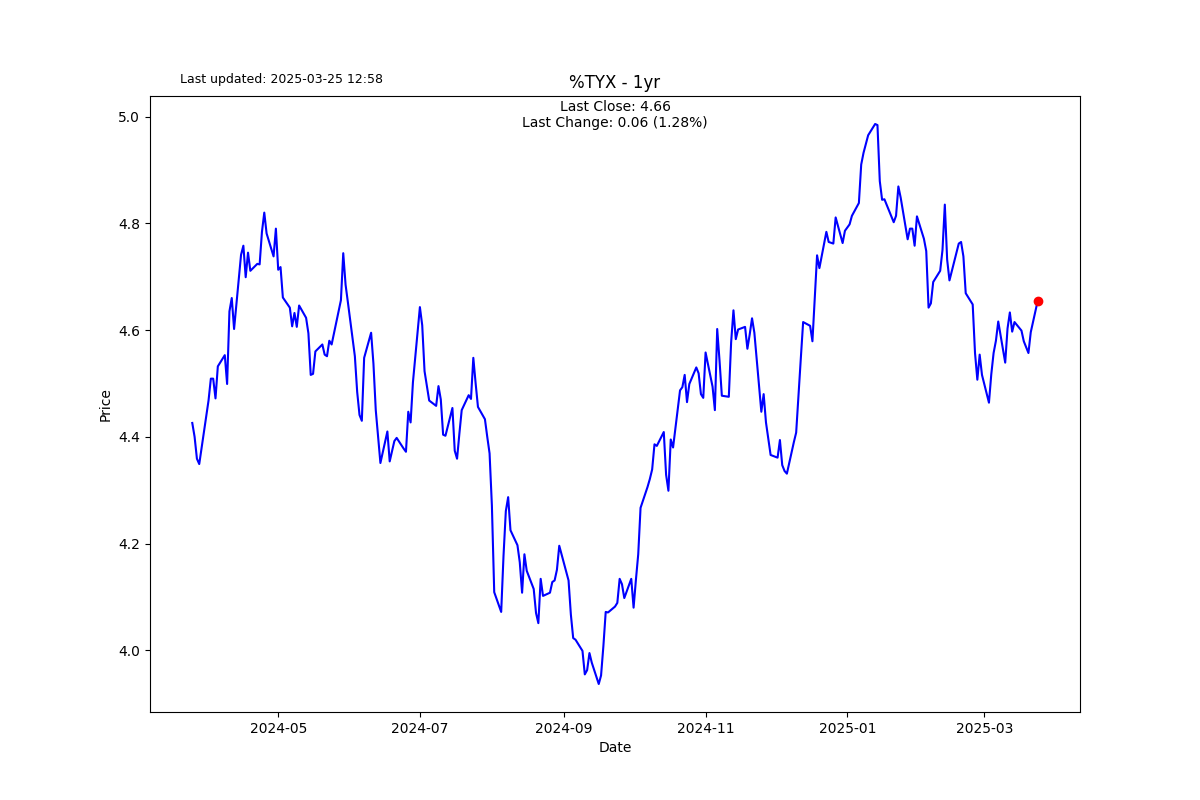 Last updated: 2025-03-25 12:58
%TYX - 1yr
Last Close: 4.66
Last Change: 0.06 (1.28%)
5.0
4.8
4.6
4.4
4.2
4.0
Price
2024-05
2024-07
2024-09
2024-11
2025-01
2025-03
Date